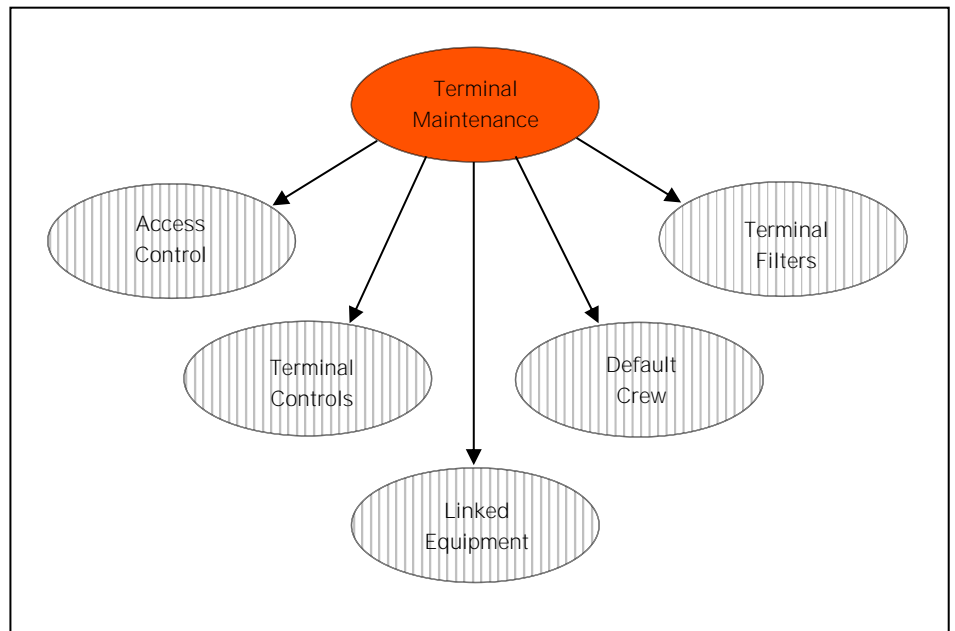 Terminal
Maintenance
Access
Control
Terminal
Filters
Terminal
Controls
Default
Crew
Linked
Equipment